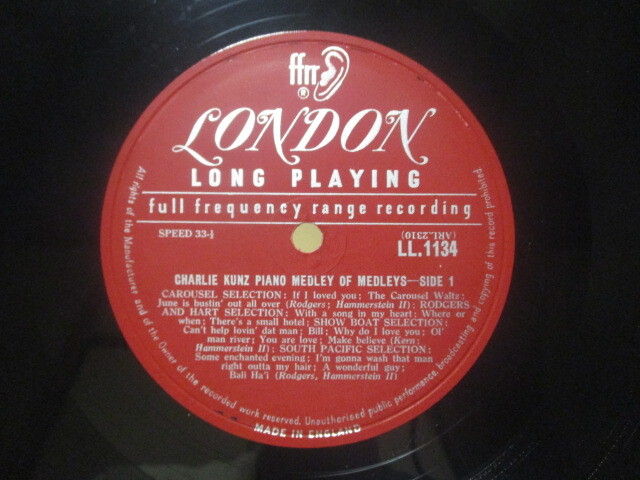 ffrr
®
LONDON
LONG PLAYING
full frequency range recording
SPEED 33⅓
(ARL.2310)
LL.1134
CHARLIE KUNZ PIANO MEDLEY OF MEDLEYS—SIDE 1
CAROUSEL SELECTION: If I loved you; The Carousel Waltz;
June is bustin' out all over (Rodgers; Hammerstein II); RODGERS
AND HART SELECTION: With a song in my heart; Where or
when; There's a small hotel; SHOW BOAT SELECTION:
Can't help lovin' dat man; Bill; Why do I love you; Ol'
man river; You are love; Make believe (Kern;
Hammerstein II); SOUTH PACIFIC SELECTION:
Some enchanted evening; I'm gonna wash that man
right outta my hair; A wonderful guy;
Bali Ha'i (Rodgers, Hammerstein II)
All rights of the Manufacturer and of the Owner of the recorded work reserved. Unauthorised public performance, broadcasting and copying of this record prohibited.
MADE IN ENGLAND